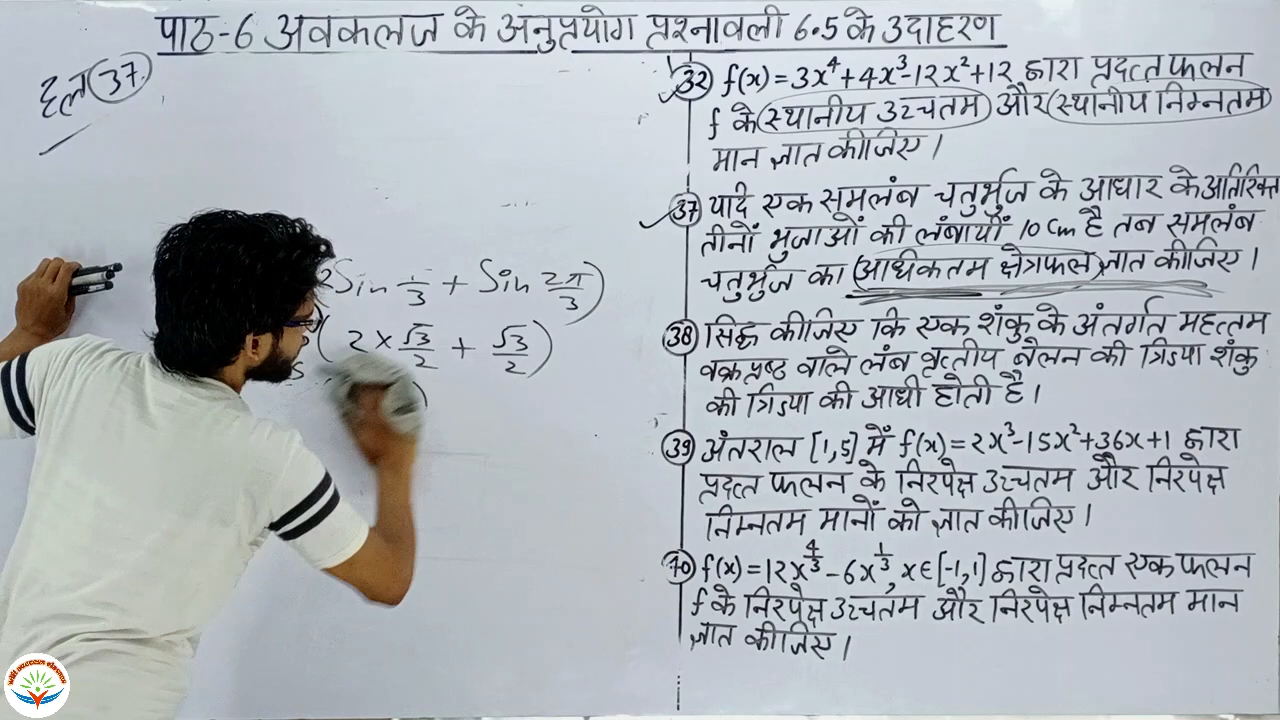 पाठ-6 अवकलज के अनुप्रयोग प्रश्नावली 6.5 के उदाहरण
हल 37.
2Sin π/3 + Sin 2π/3)
(2×√3/2 + √3/2)
32 f(x) = 3x⁴+4x³-12x²+12 द्वारा प्रदत्त फलन
f के (स्थानीय उच्चतम) और (स्थानीय निम्नतम)
मान ज्ञात कीजिए।
37 यदि एक समलंब चतुर्भुज के आधार के अतिरिक्त
तीनों भुजाओं की लंबायाँ 10 cm है तब समलंब
चतुर्भुज का (अधिकतम क्षेत्रफल) ज्ञात कीजिए।
38 सिद्ध कीजिए कि एक शंकु के अंतर्गत महत्तम
वक्रपृष्ठ वाले लंब वृत्तीय बेलन की त्रिज्या शंकु
की त्रिज्या की आधी होती है।
39 अंतराल [1,5] में f(x) = 2x³-15x²+36x+1 द्वारा
प्रदत्त फलन के निरपेक्ष उच्चतम और निरपेक्ष
निम्नतम मानों को ज्ञात कीजिए।
40 f(x) = 12x^{4/3} - 6x^{1/3}, x∈[-1,1] द्वारा प्रदत्त एक फलन
f के निरपेक्ष उच्चतम और निरपेक्ष निम्नतम मान
ज्ञात कीजिए।